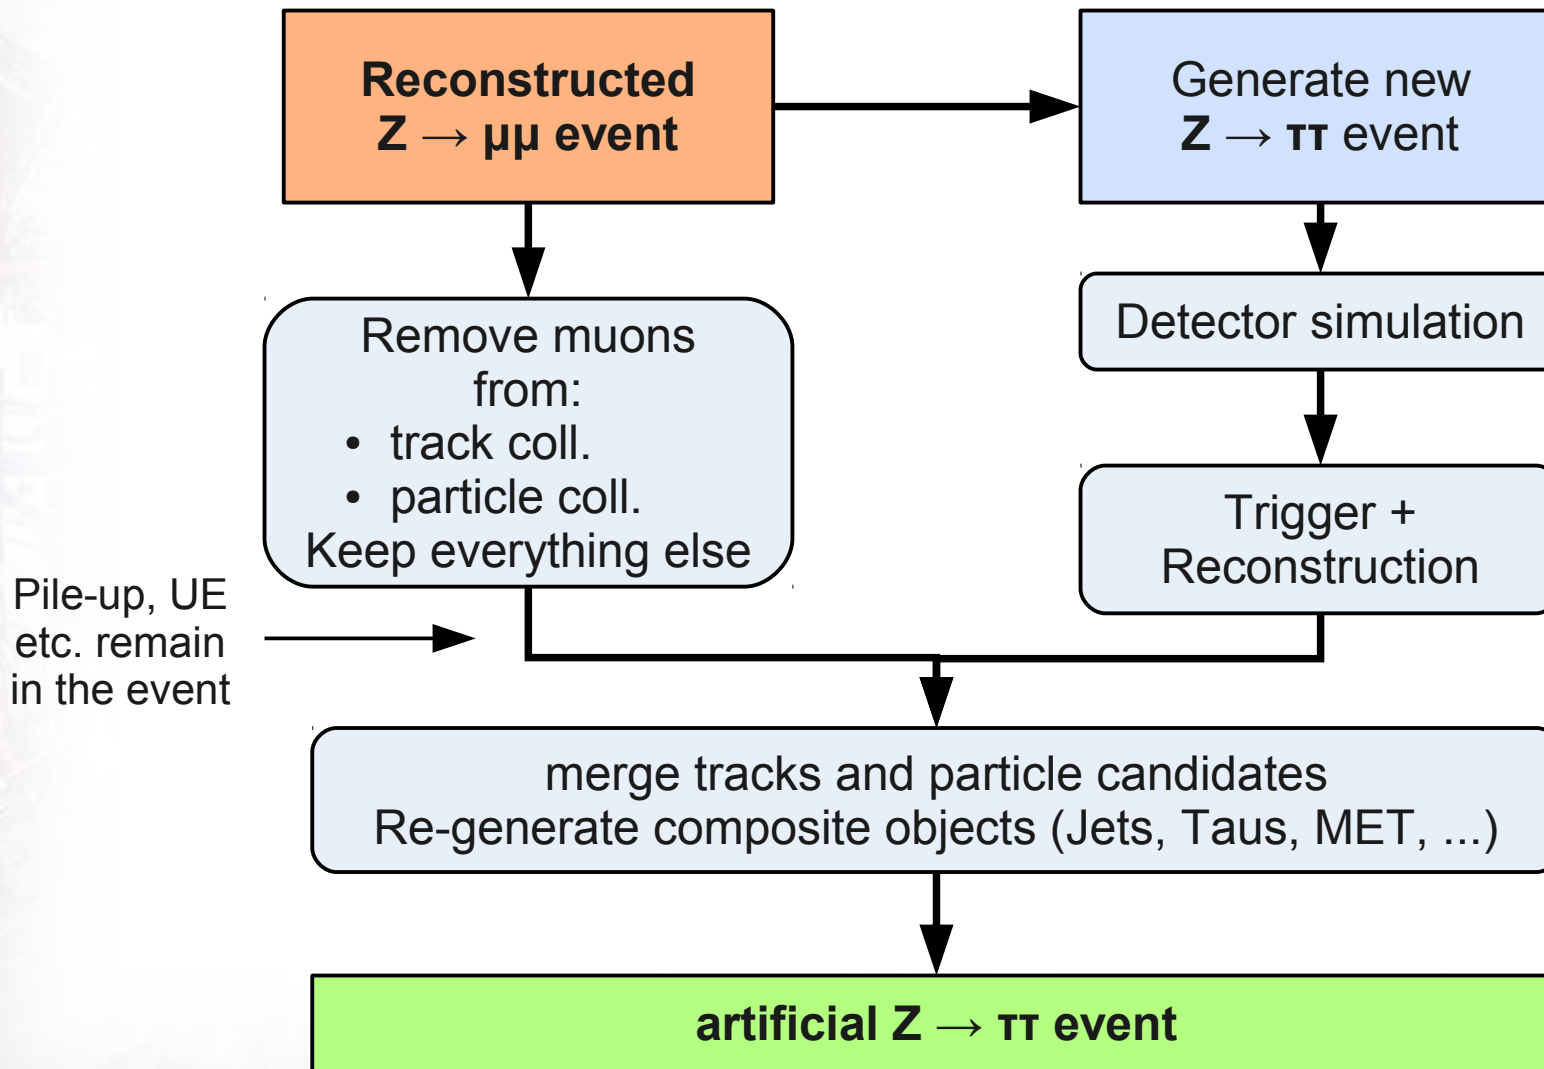 Reconstructed
Z → μμ event
Generate new
Z → ττ event
Remove muons
from:
• track coll.
• particle coll.
Keep everything else
Detector simulation
Trigger +
Reconstruction
Pile-up, UE
etc. remain
in the event
merge tracks and particle candidates
Re-generate composite objects (Jets, Taus, MET, ...)
artificial Z → ττ event